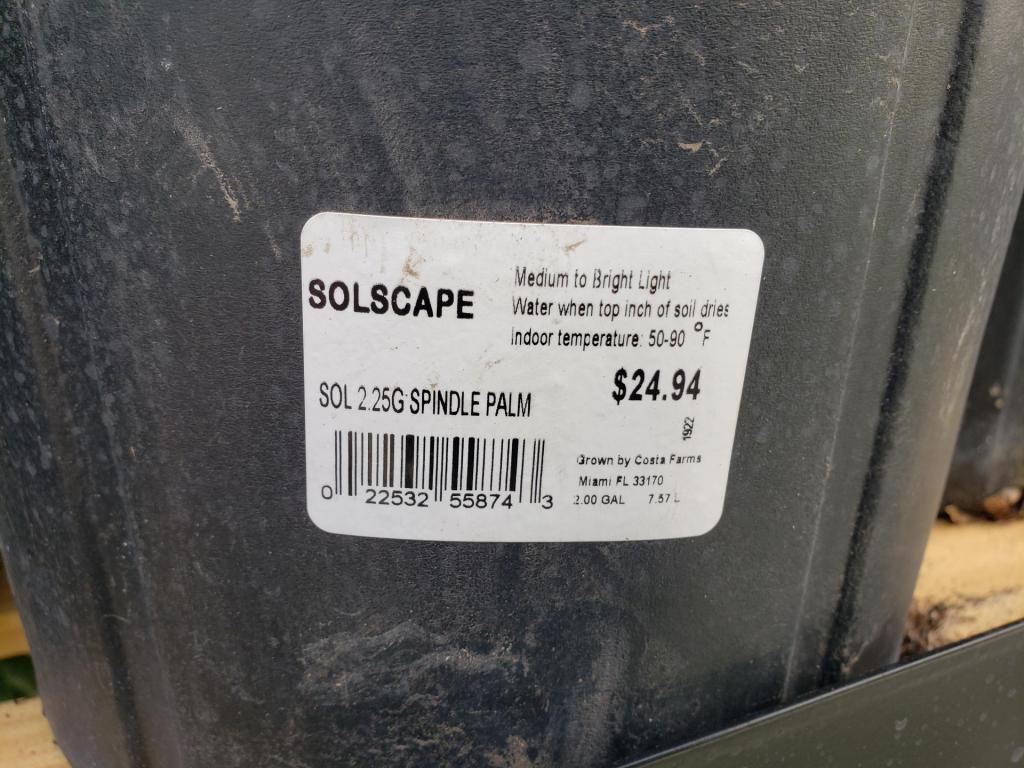 SOLSCAPE
Medium to Bright Light
Water when top inch of soil dries
Indoor temperature: 50-90 °F
$24.94
SOL 2.25G SPINDLE PALM
1922
0 22532 55874 3
Grown by Costa Farms
Miami FL 33170
2.00 GAL 7.57 L